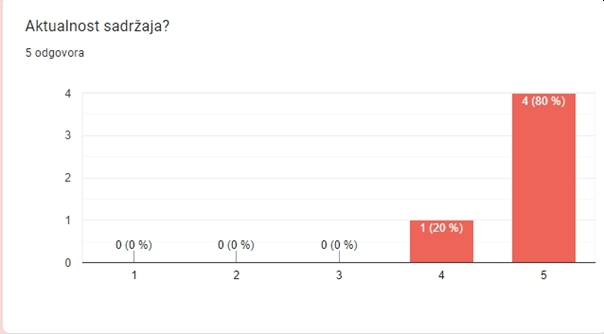 Aktualnost sadržaja?
5 odgovora
4
3
2
1
0
0 (0 %)
0 (0 %)
0 (0 %)
1 (20 %)
4 (80 %)
1 2 3 4 5